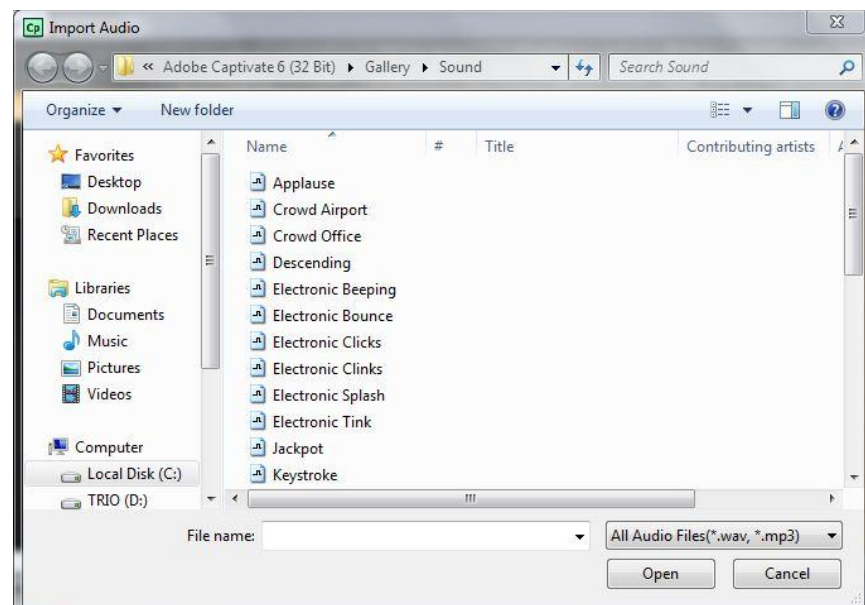 Cp Import Audio
« Adobe Captivate 6 (32 Bit) Gallery Sound Search Sound
Organize New folder
Name # Title Contributing artists A
Favorites
Desktop
Downloads
Recent Places
Libraries
Documents
Music
Pictures
Videos
Computer
Local Disk (C:)
TRIO (D:)
Applause
Crowd Airport
Crowd Office
Descending
Electronic Beeping
Electronic Bounce
Electronic Clicks
Electronic Clinks
Electronic Splash
Electronic Tink
Jackpot
Keystroke
File name: All Audio Files(*.wav, *.mp3)
Open Cancel